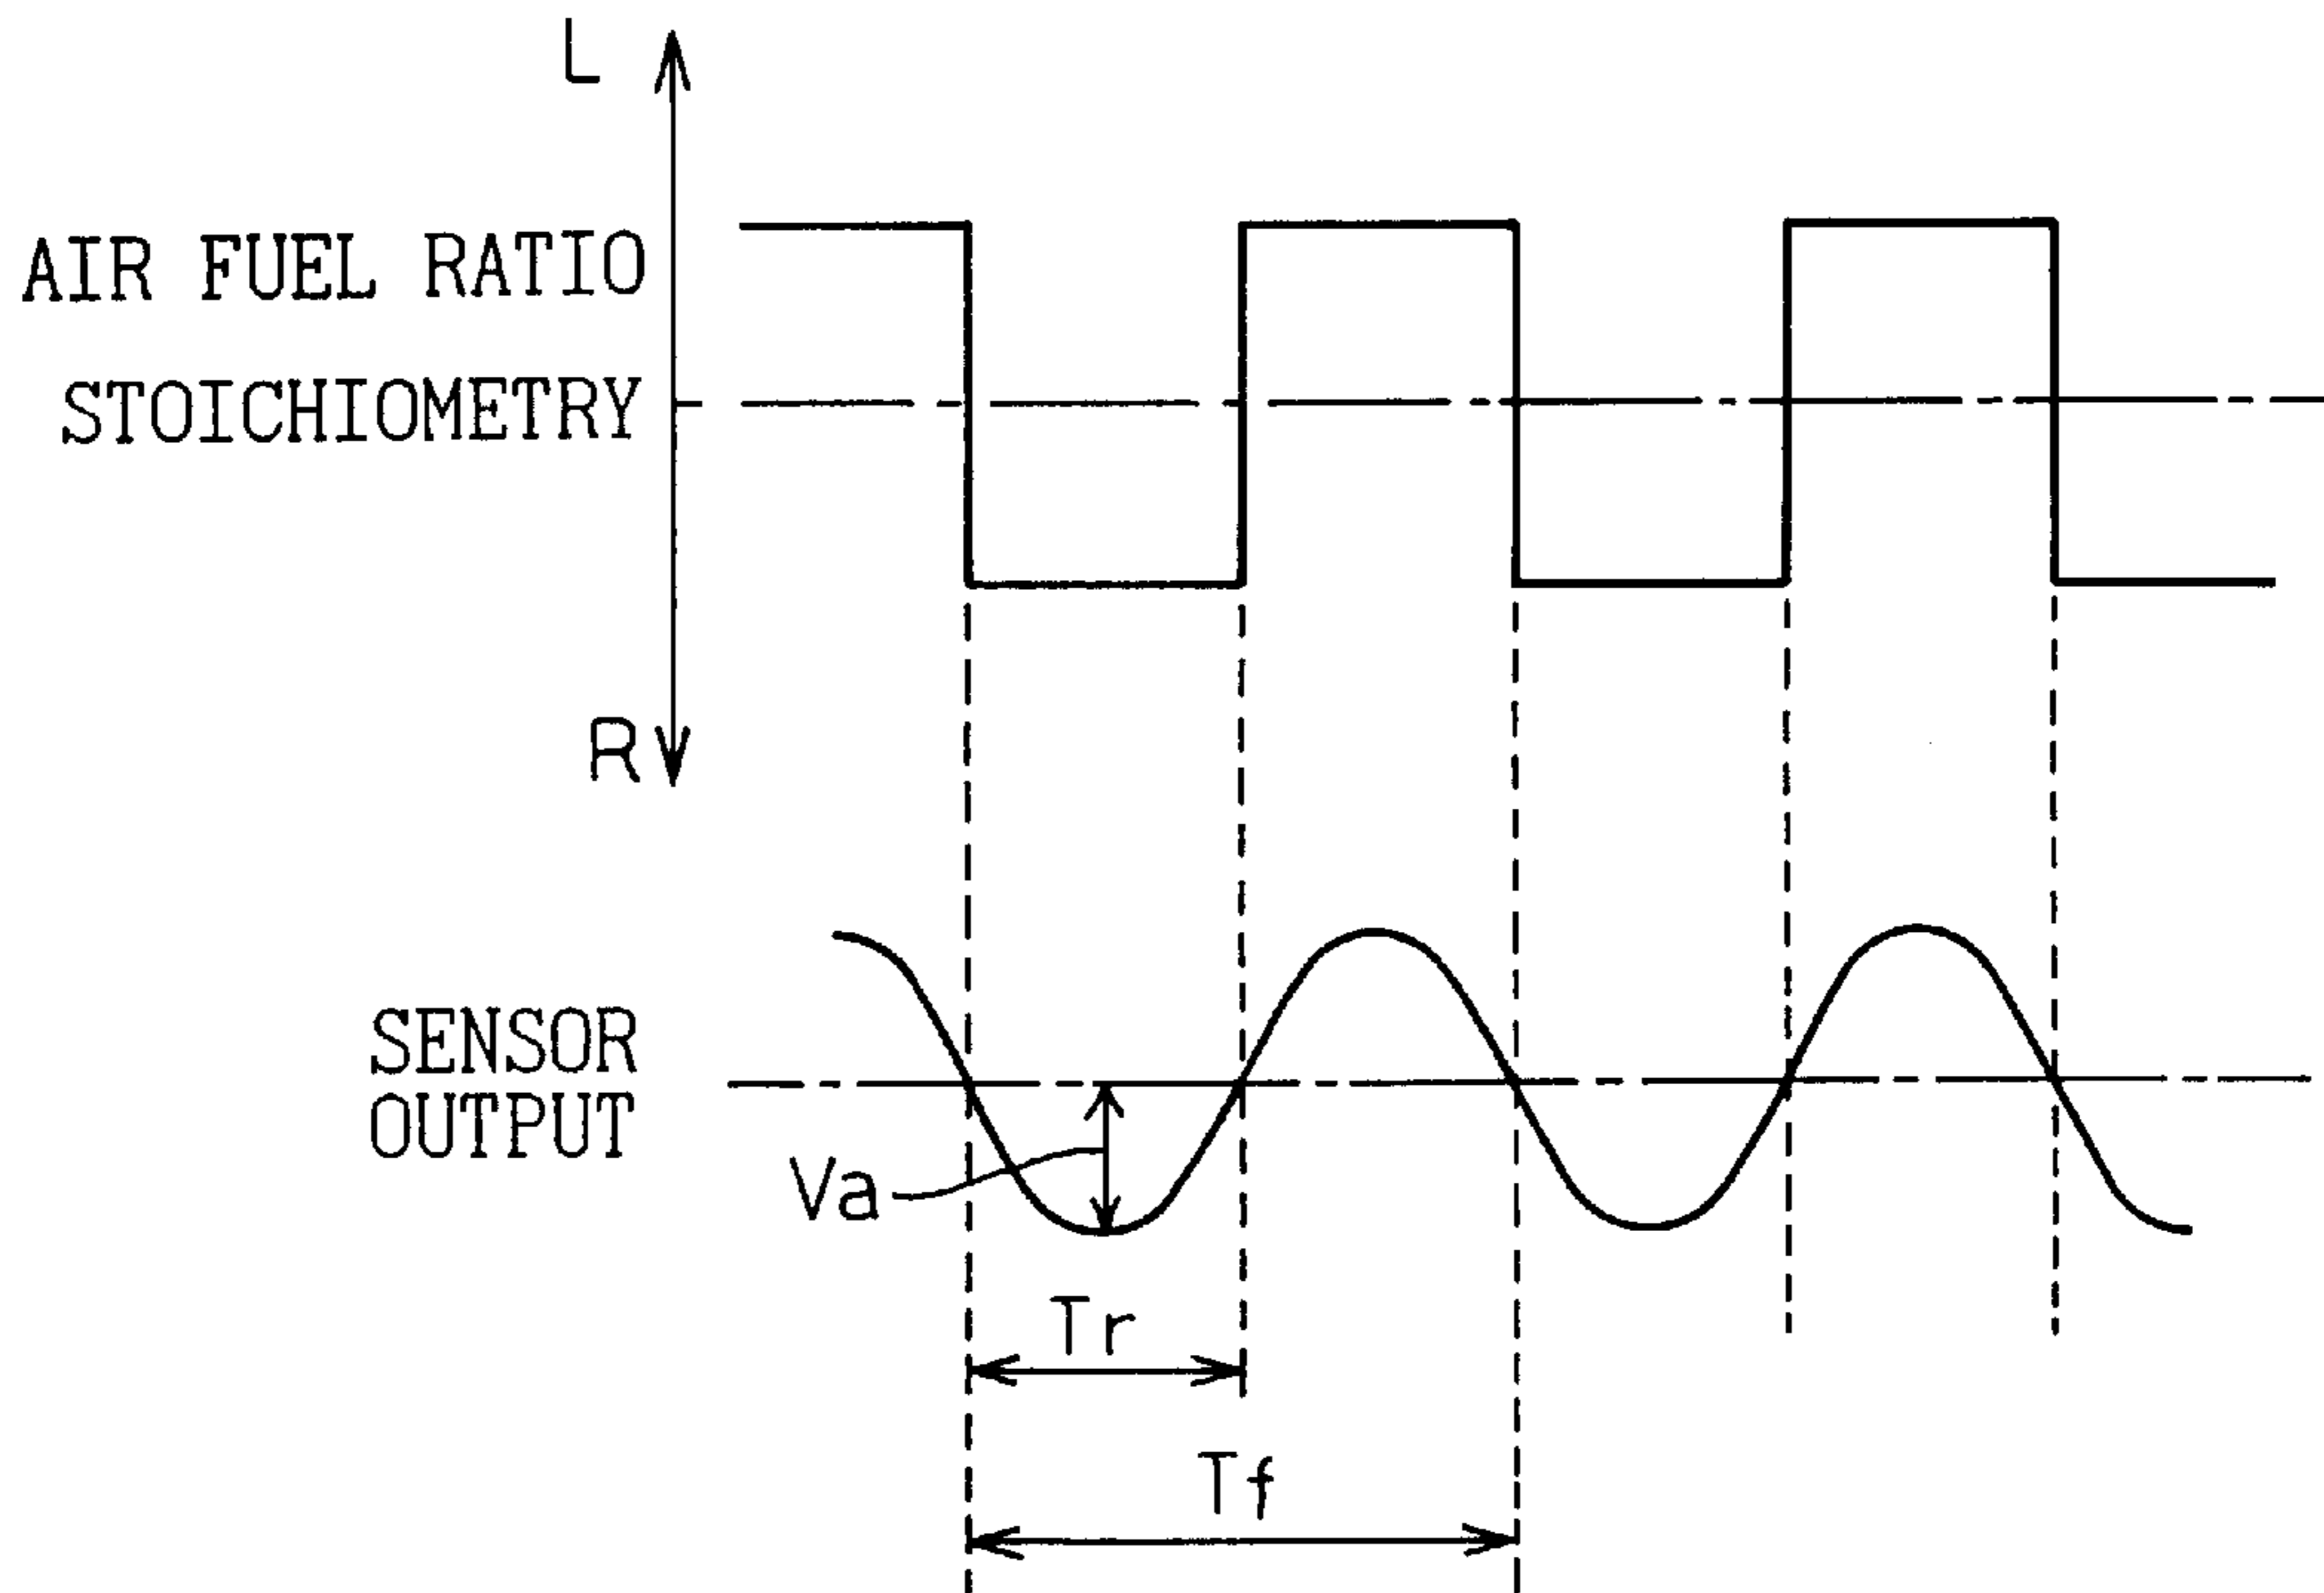 L
AIR FUEL RATIO
STOICHIOMETRY
R
SENSOR
OUTPUT
Va
Tr
Tf